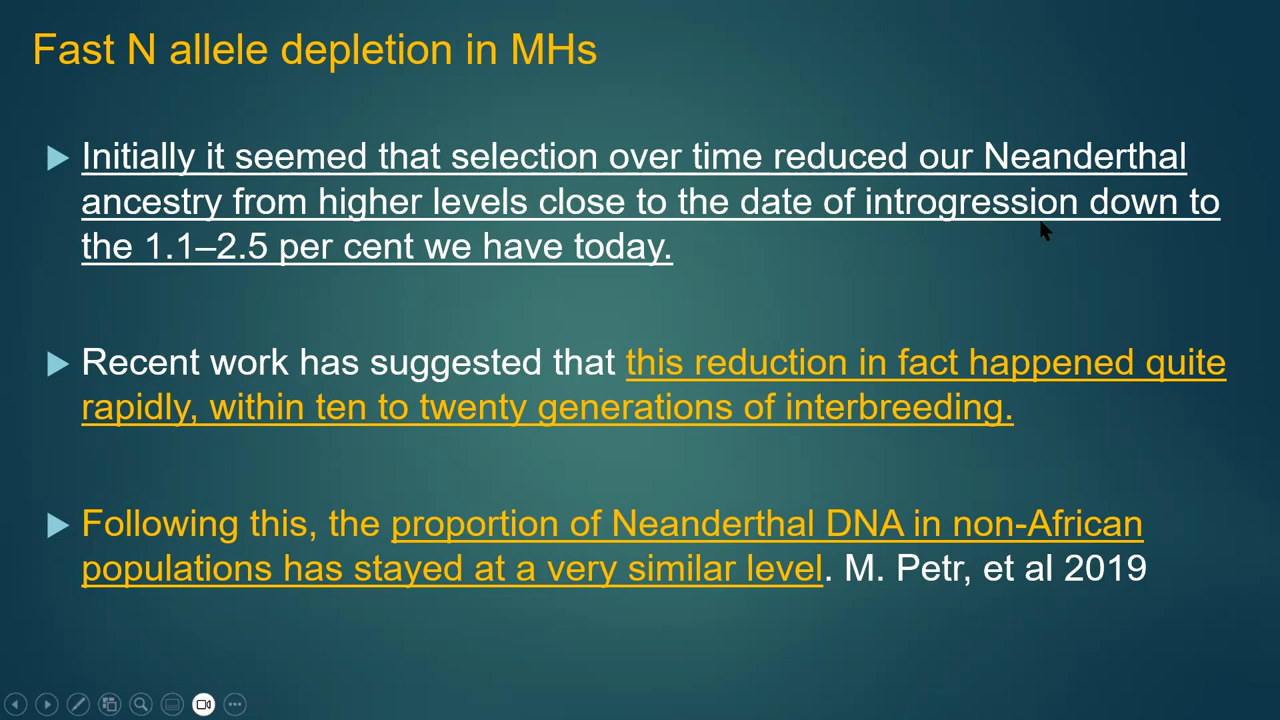 Fast N allele depletion in MHs
Initially it seemed that selection over time reduced our Neanderthal
ancestry from higher levels close to the date of introgression down to
the 1.1–2.5 per cent we have today.
Recent work has suggested that this reduction in fact happened quite
rapidly, within ten to twenty generations of interbreeding.
Following this, the proportion of Neanderthal DNA in non-African
populations has stayed at a very similar level. M. Petr, et al 2019